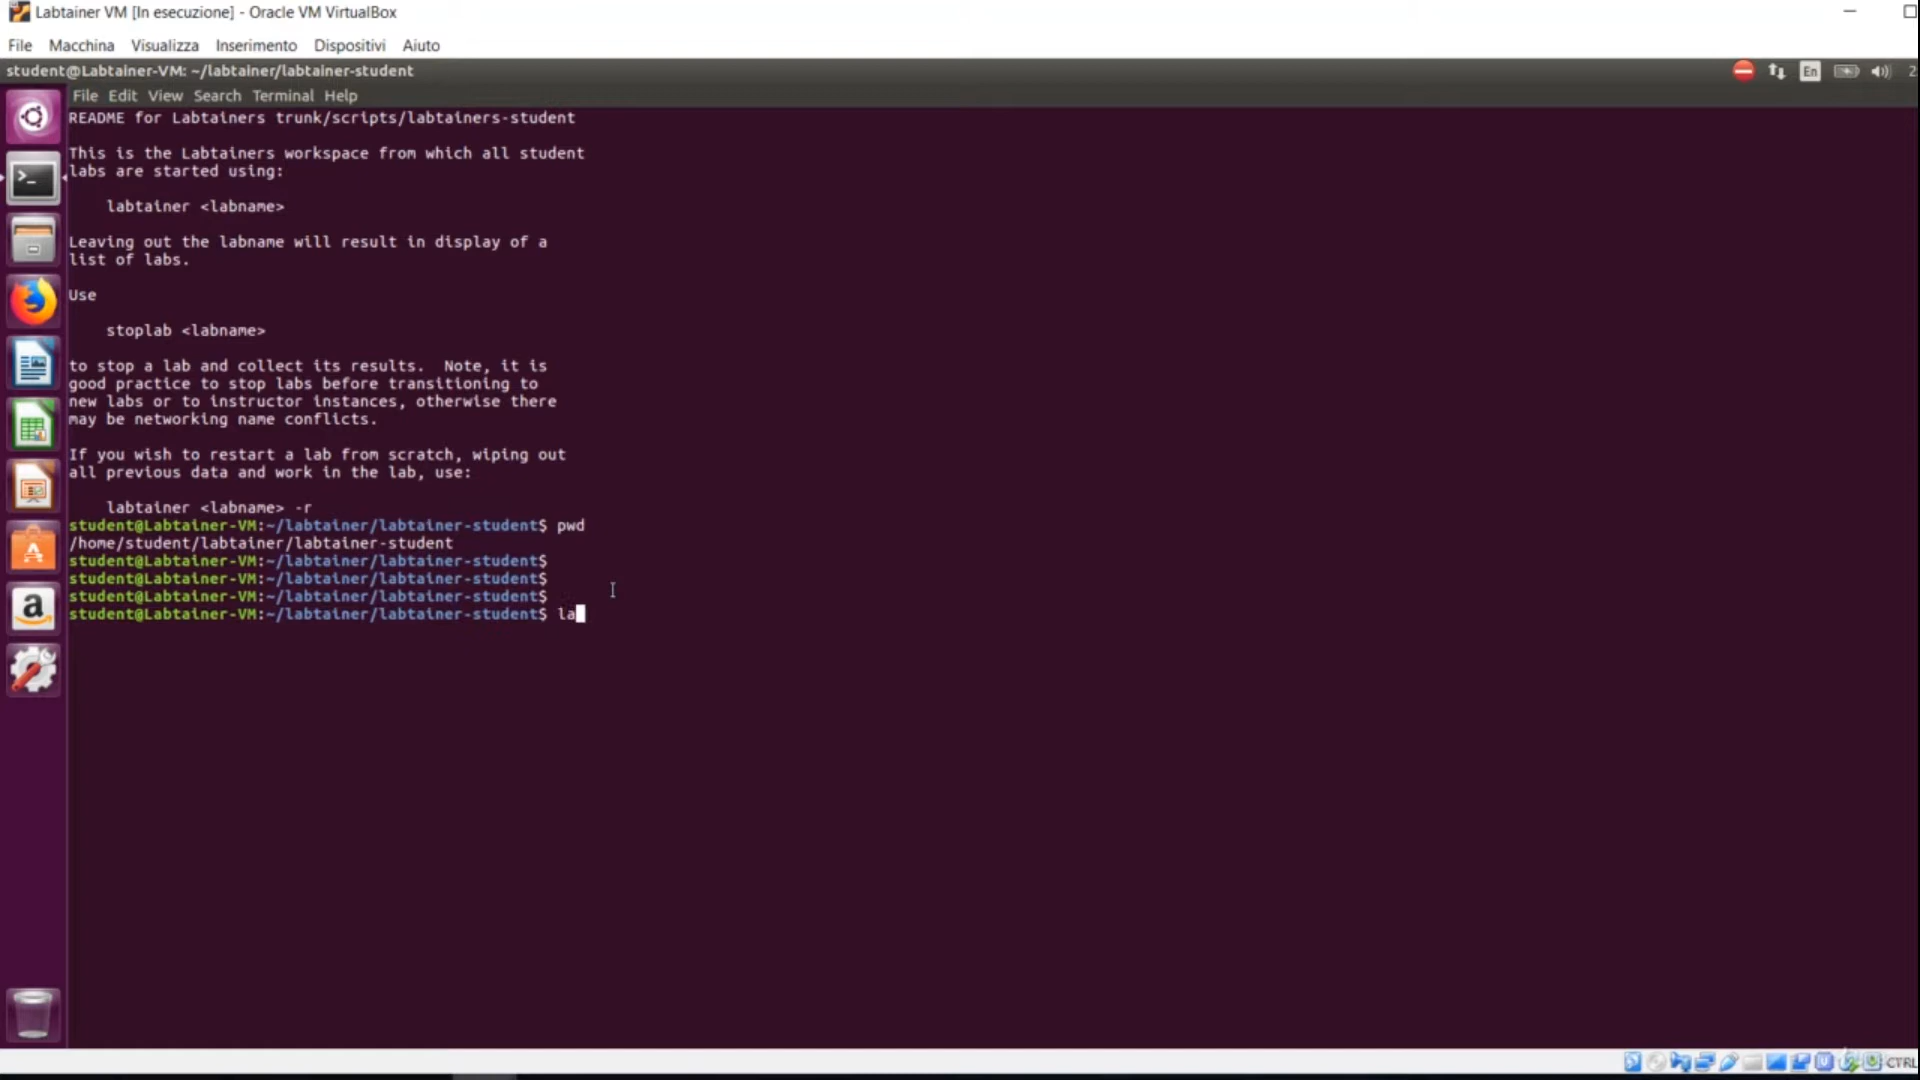 Labtainer VM [In esecuzione] - Oracle VM VirtualBox
File Macchina Visualizza Inserimento Dispositivi Aiuto
student@Labtainer-VM: ~/labtainer/labtainer-student
En
2
File Edit View Search Terminal Help
README for Labtainers trunk/scripts/labtainers-student
This is the Labtainers workspace from which all student
labs are started using:
labtainer <labname>
Leaving out the labname will result in display of a
list of labs.
Use
stoplab <labname>
to stop a lab and collect its results.  Note, it is
good practice to stop labs before transitioning to
new labs or to instructor instances, otherwise there
may be networking name conflicts.
If you wish to restart a lab from scratch, wiping out
all previous data and work in the lab, use:
labtainer <labname> -r
student@Labtainer-VM:~/labtainer/labtainer-student$ pwd
/home/student/labtainer/labtainer-student
student@Labtainer-VM:~/labtainer/labtainer-student$
student@Labtainer-VM:~/labtainer/labtainer-student$
student@Labtainer-VM:~/labtainer/labtainer-student$
student@Labtainer-VM:~/labtainer/labtainer-student$ la
CTRL